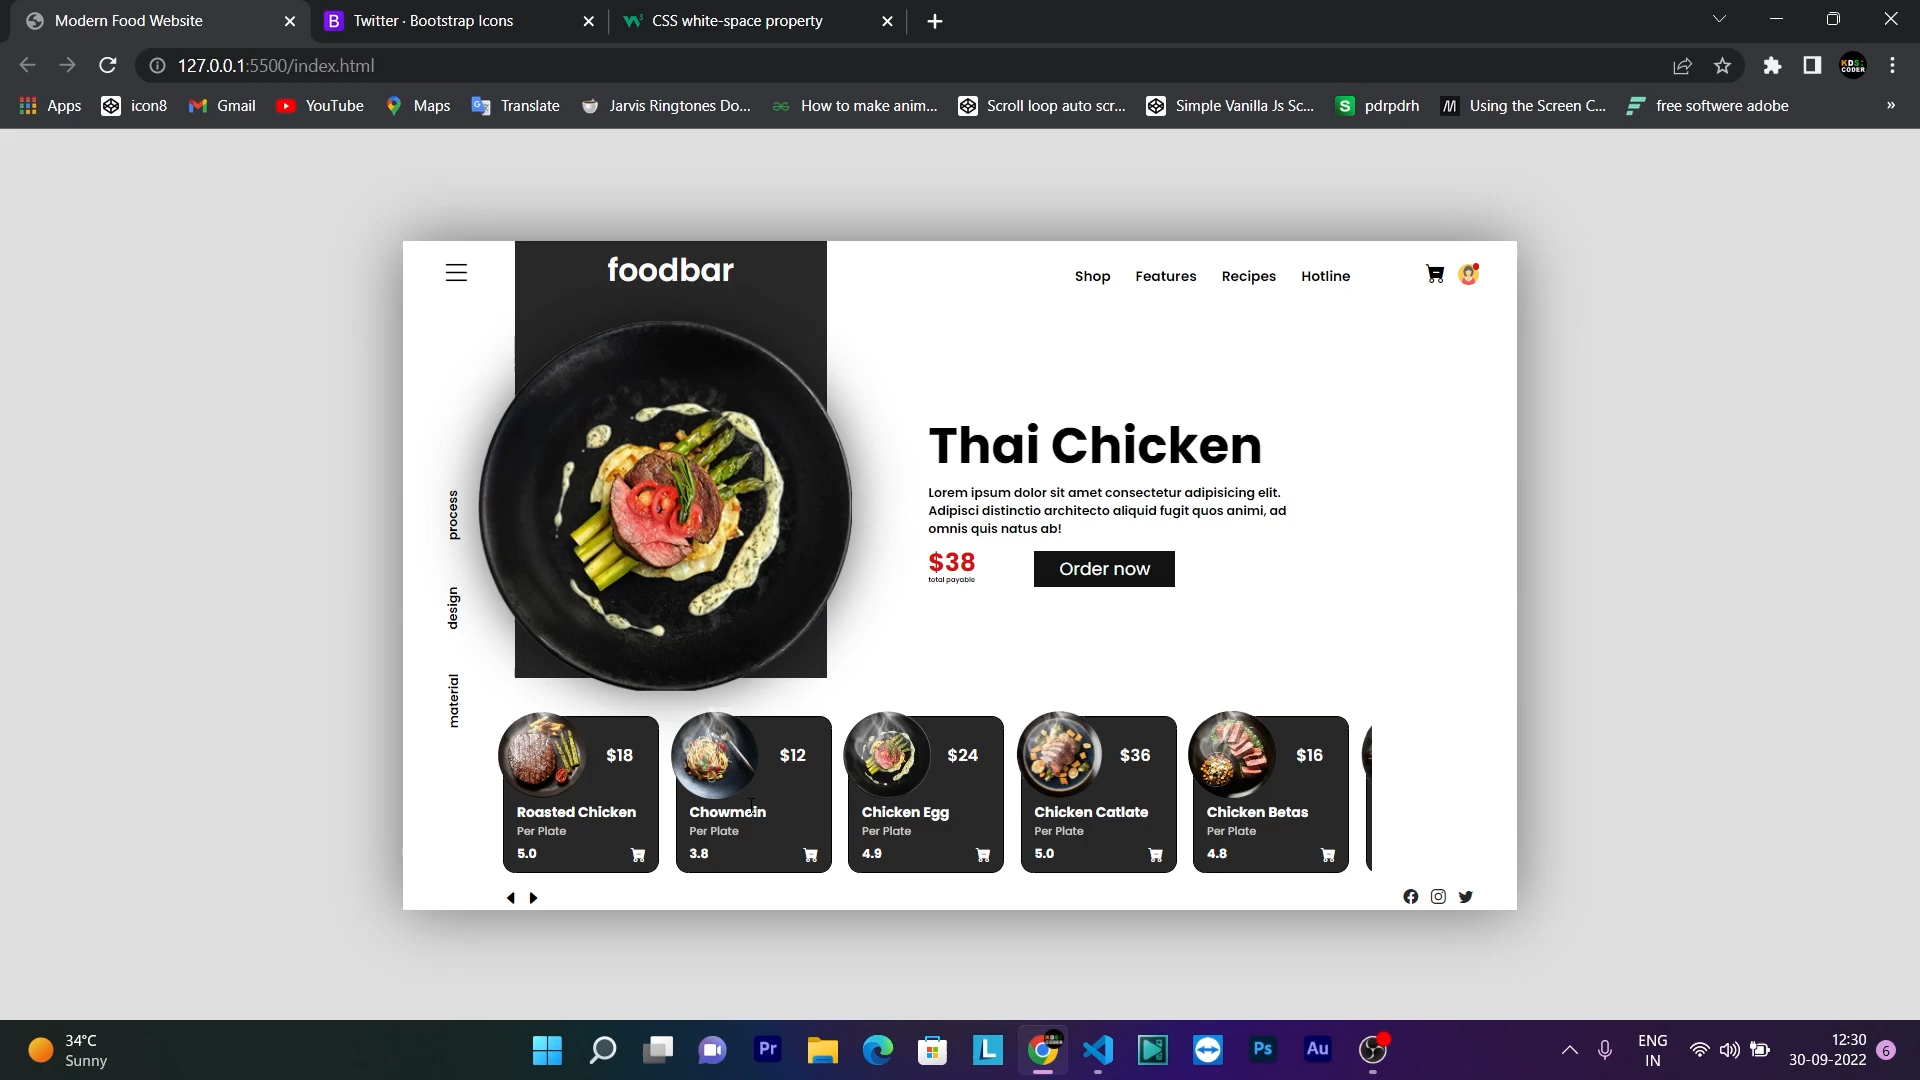 Modern Food Website
B
Twitter · Bootstrap Icons
CSS white-space property
127.0.0.1:5500/index.html
KDS: CODER
Apps
icon8
Gmail
YouTube
Maps
Translate
Jarvis Ringtones Do...
How to make anim...
Scroll loop auto scr...
Simple Vanilla Js Sc...
S
pdrpdrh
Using the Screen C...
free softwere adobe
»
foodbar
Shop
Features
Recipes
Hotline
Thai Chicken
Lorem ipsum dolor sit amet consectetur adipisicing elit.
Adipisci distinctio architecto aliquid fugit quos animi, ad
omnis quis natus ab!
$38
total payable
Order now
process
design
material
$18
Roasted Chicken
Per Plate
5.0
$12
Chowmein
Per Plate
3.8
$24
Chicken Egg
Per Plate
4.9
$36
Chicken Catlate
Per Plate
5.0
$16
Chicken Betas
Per Plate
4.8
34°C
Sunny
Pr
L
Ps
Au
ENG
IN
12:30
30-09-2022
6